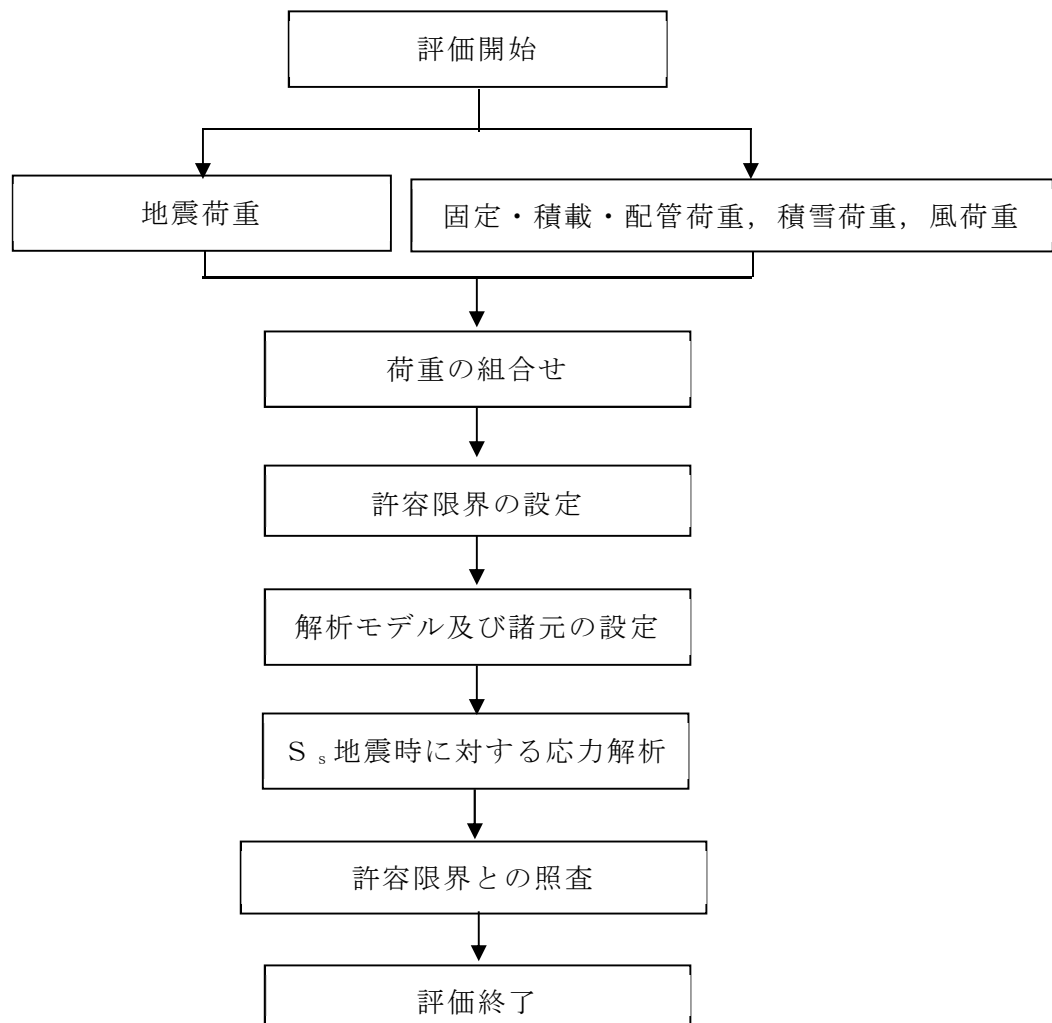 評価開始
地震荷重
固定・積載・配管荷重，積雪荷重，風荷重
荷重の組合せ
許容限界の設定
解析モデル及び諸元の設定
Ｓｓ地震時に対する応力解析
許容限界との照査
評価終了